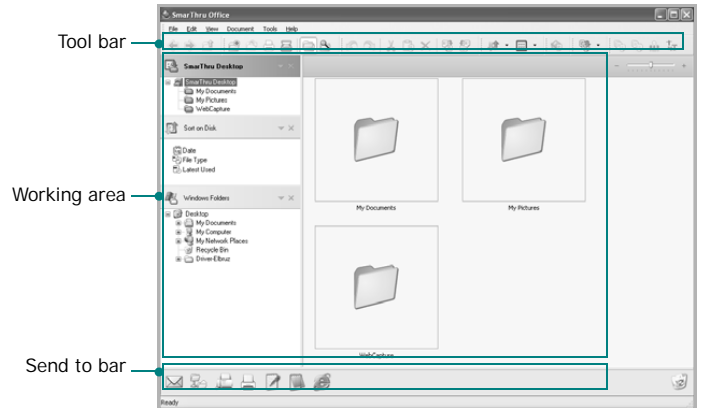 SmarThru Office
File Edit View Document Tools Help
Tool bar
SmarThru Desktop
SmarThru Desktop
My Documents
My Pictures
WebCapture
Sort on Disk
Date
File Type
Latest Used
Working area
Windows Folders
Desktop
My Documents
My Computer
My Network Places
Recycle Bin
Driver-Elbruz
My Documents
My Pictures
WebCapture
Send to bar
Ready